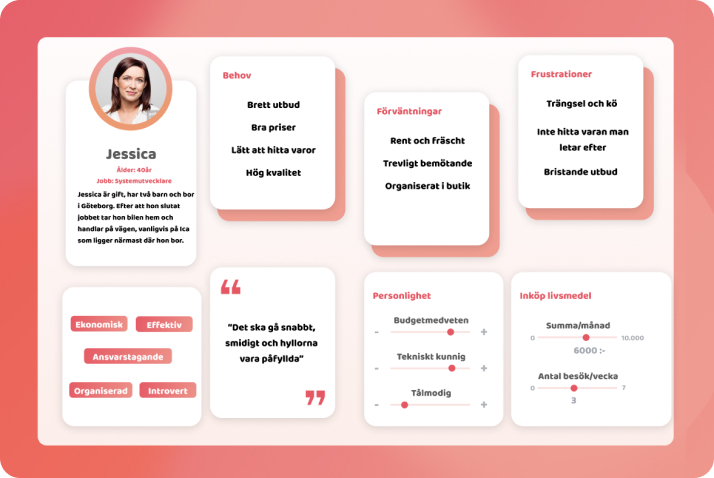 Jessica
Ålder: 40år
Jobb: Systemutvecklare
Jessica är gift, har två barn och bor
i Göteborg. Efter att hon slutat
jobbet tar hon bilen hem och
handlar på vägen, vanligvis på Ica
som ligger närmast där hon bor.
Behov
Brett utbud
Bra priser
Lätt att hitta varor
Hög kvalitet
Förväntningar
Rent och fräscht
Trevligt bemötande
Organiserat i butik
Frustrationer
Trängsel och kö
Inte hitta varan man
letar efter
Bristande utbud
Ekonomisk
Effektiv
Ansvarstagande
Organiserad
Introvert
“
“Det ska gå snabbt,
smidigt och hyllorna
vara påfyllda”
”
Personlighet
Budgetmedveten
- +
Tekniskt kunnig
- +
Tålmodig
- +
Inköp livsmedel
Summa/månad
0 10.000
6000 :-
Antal besök/vecka
0 7
3